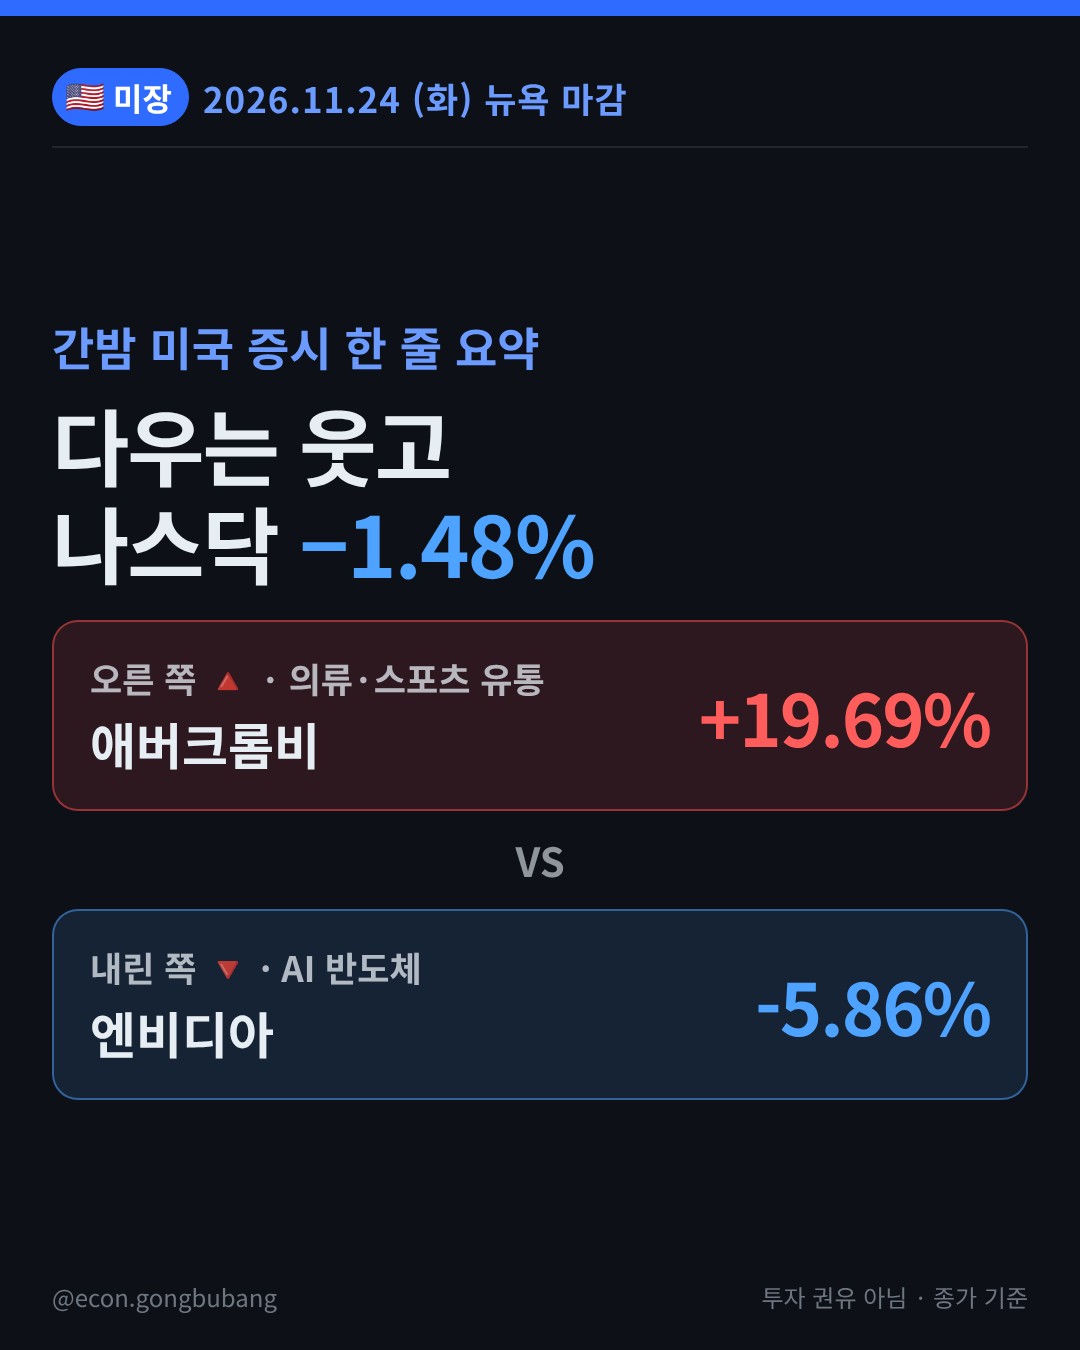 🇺🇸 미장 2026.11.24 (화) 뉴욕 마감
간밤 미국 증시 한 줄 요약
다우는 웃고
나스닥 −1.48%
오른 쪽 🔺 · 의류·스포츠 유통
애버크롬비
+19.69%
VS
내린 쪽 🔻 · AI 반도체
엔비디아
-5.86%
@econ.gongbubang
투자 권유 아님 · 종가 기준